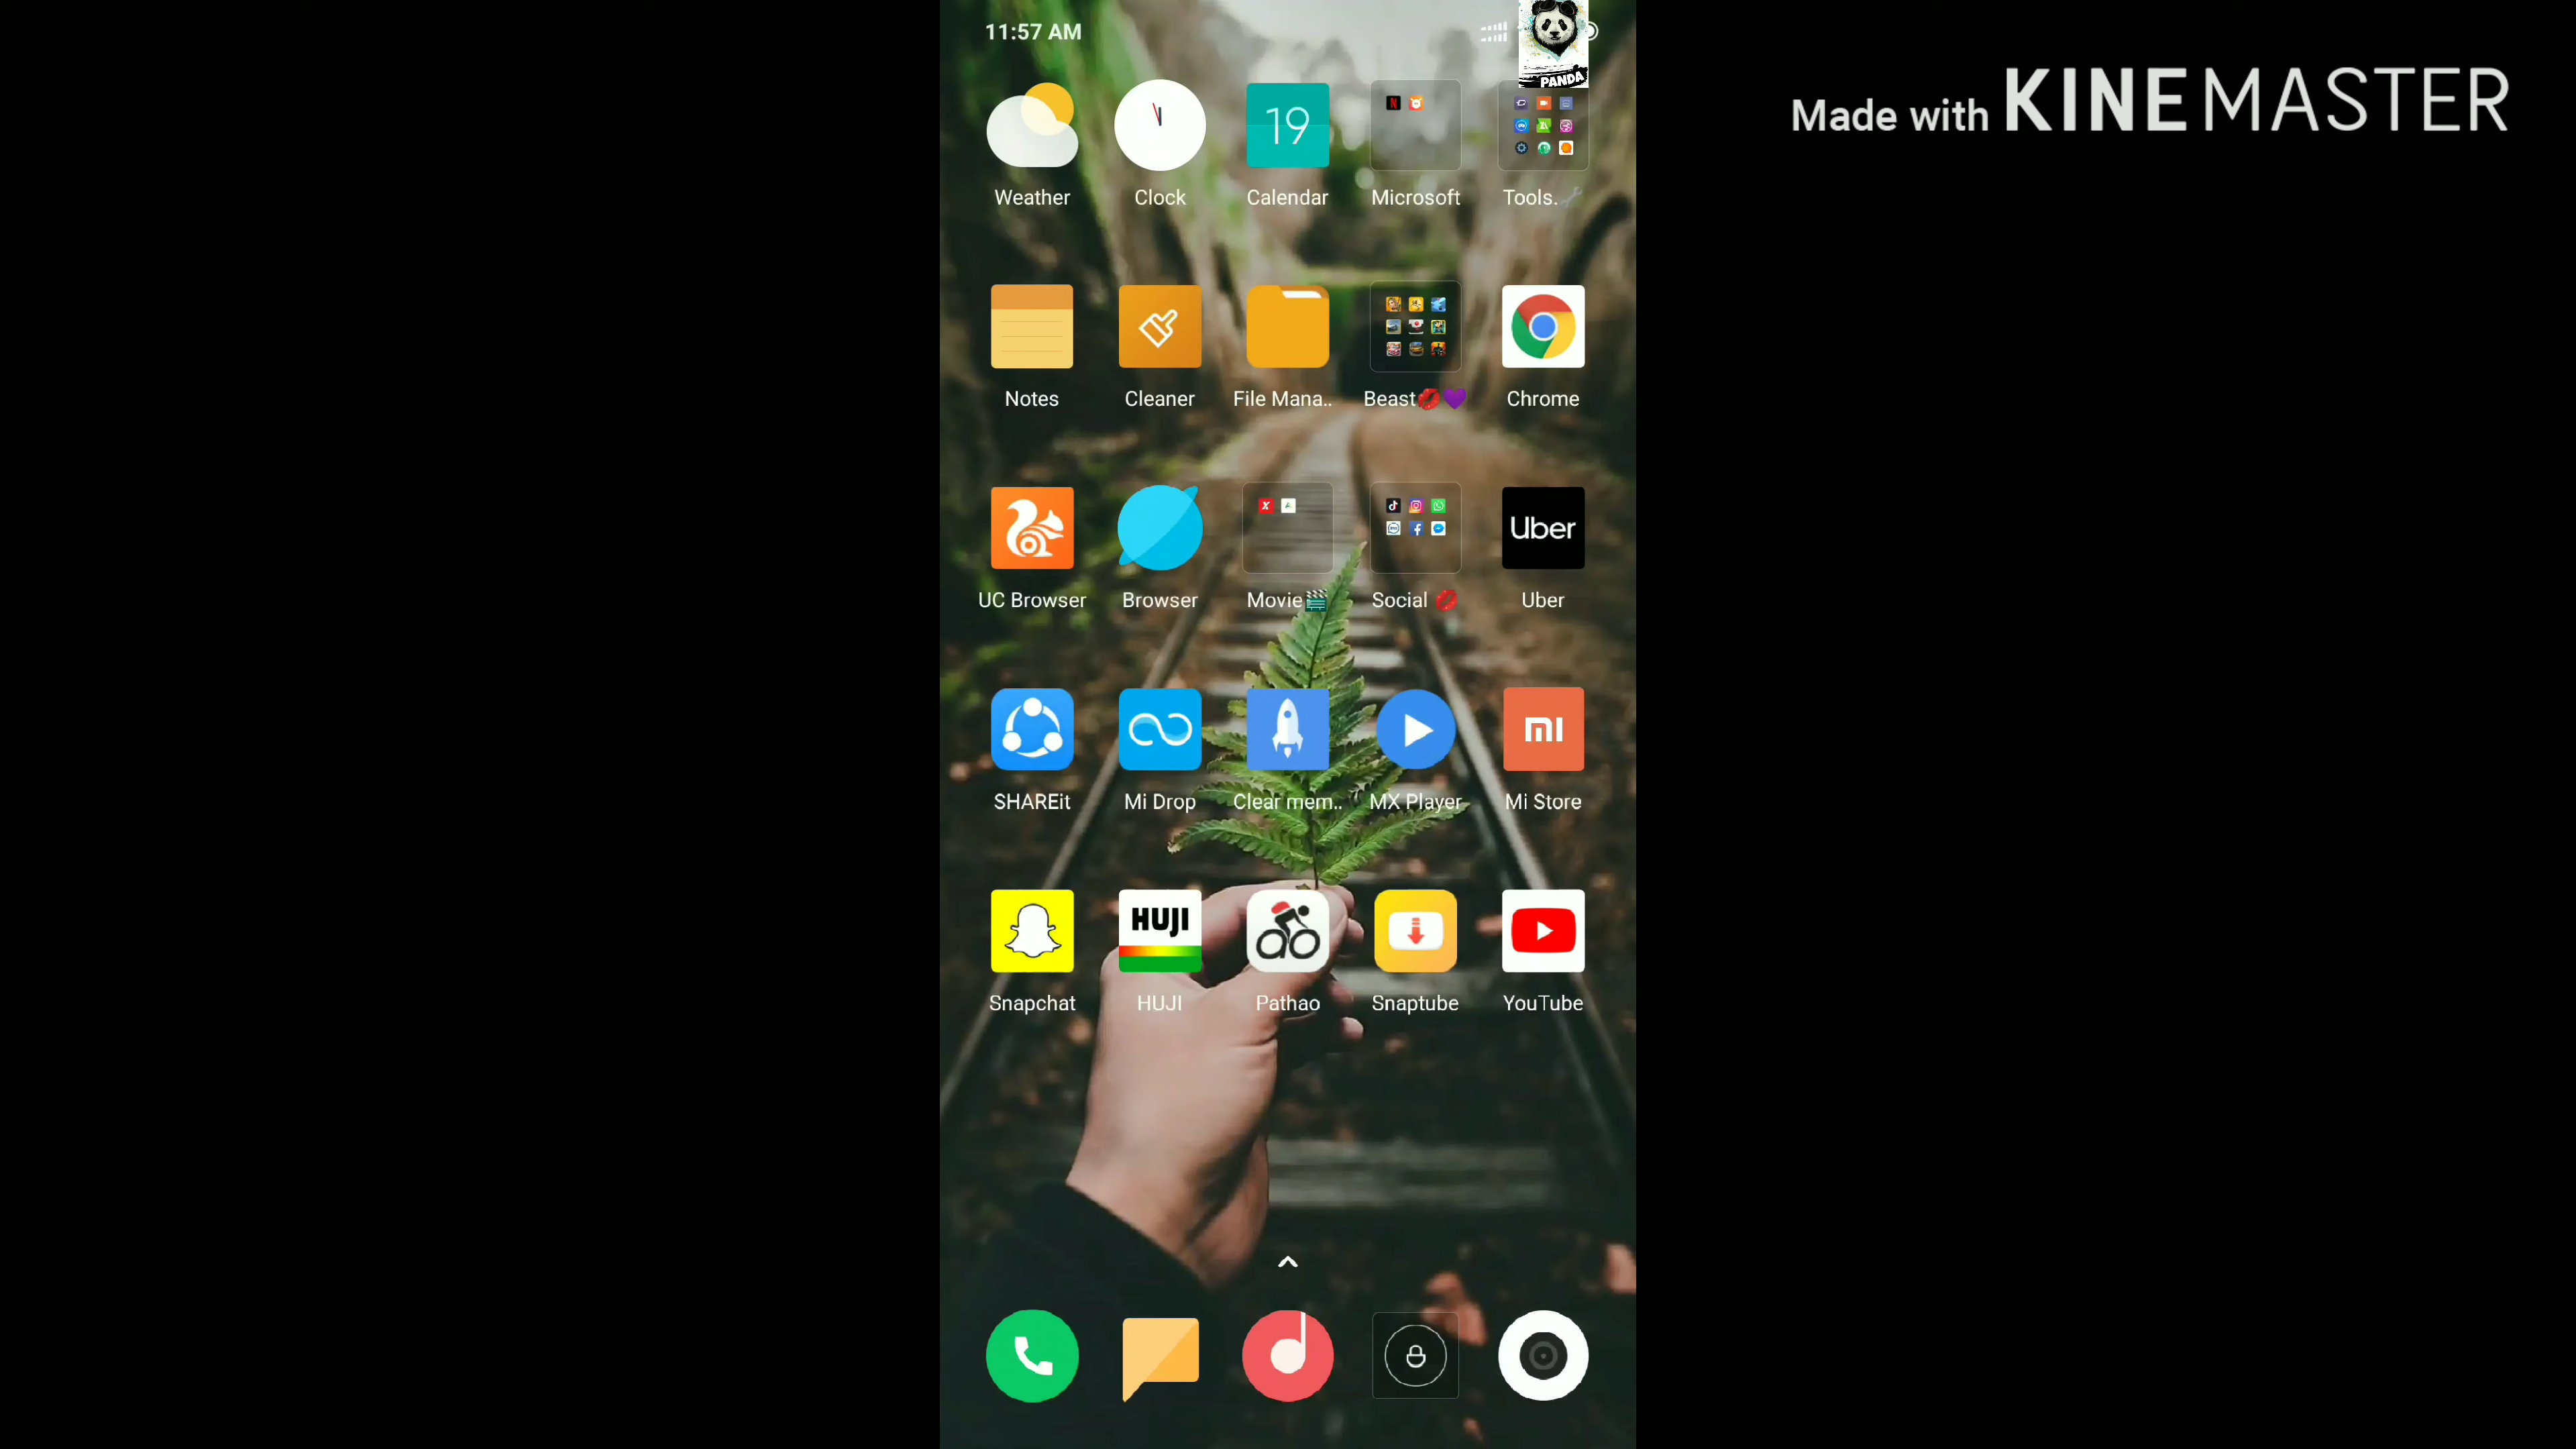 11:57 AM
PANDA
Made with KINEMASTER
19
Weather Clock Calendar Microsoft Tools.🔧
Notes Cleaner File Mana.. Beast💋💜 Chrome
Uber
UC Browser Browser Movie🎬 Social 💋 Uber
mi
SHAREit Mi Drop Clear mem.. MX Player Mi Store
HUJI
Snapchat HUJI Pathao Snaptube YouTube